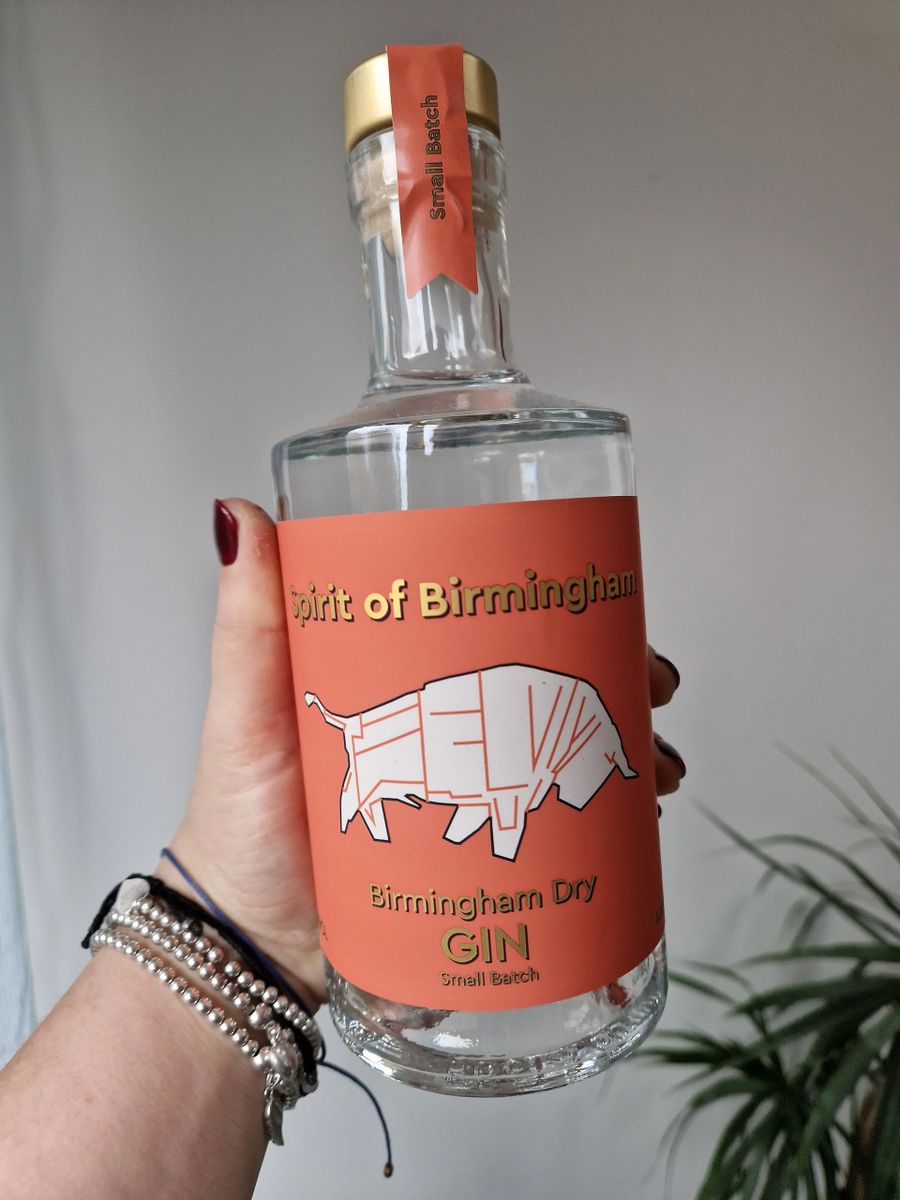 Small Batch
Spirit of Birmingham
Birmingham Dry
GIN
Small Batch